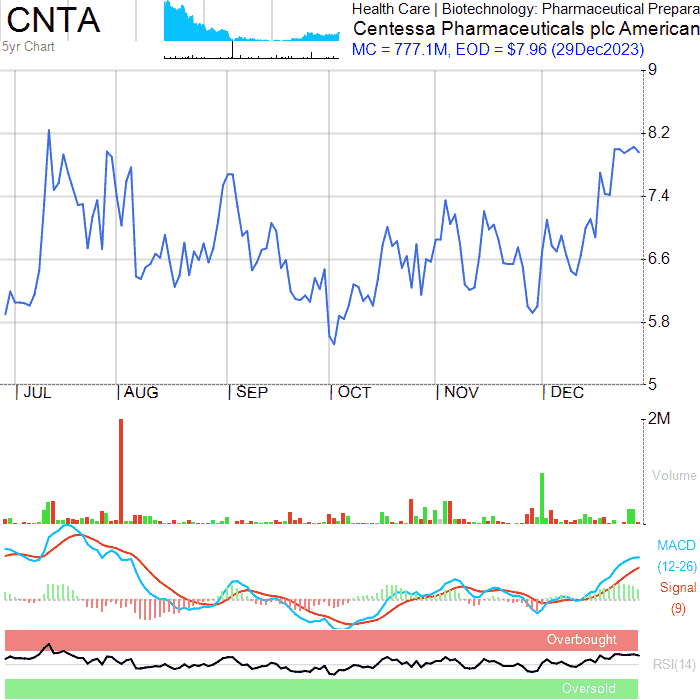 CNTA
5yr Chart
Health Care | Biotechnology: Pharmaceutical Prepara
Centessa Pharmaceuticals plc American
MC = 777.1M, EOD = $7.96 (29Dec2023)
9
8.2
7.4
6.6
5.8
5
| JUL | AUG | SEP | OCT | NOV | DEC
2M
Volume
MACD
(12-26)
Signal
(9)
Overbought
RSI(14)
Oversold